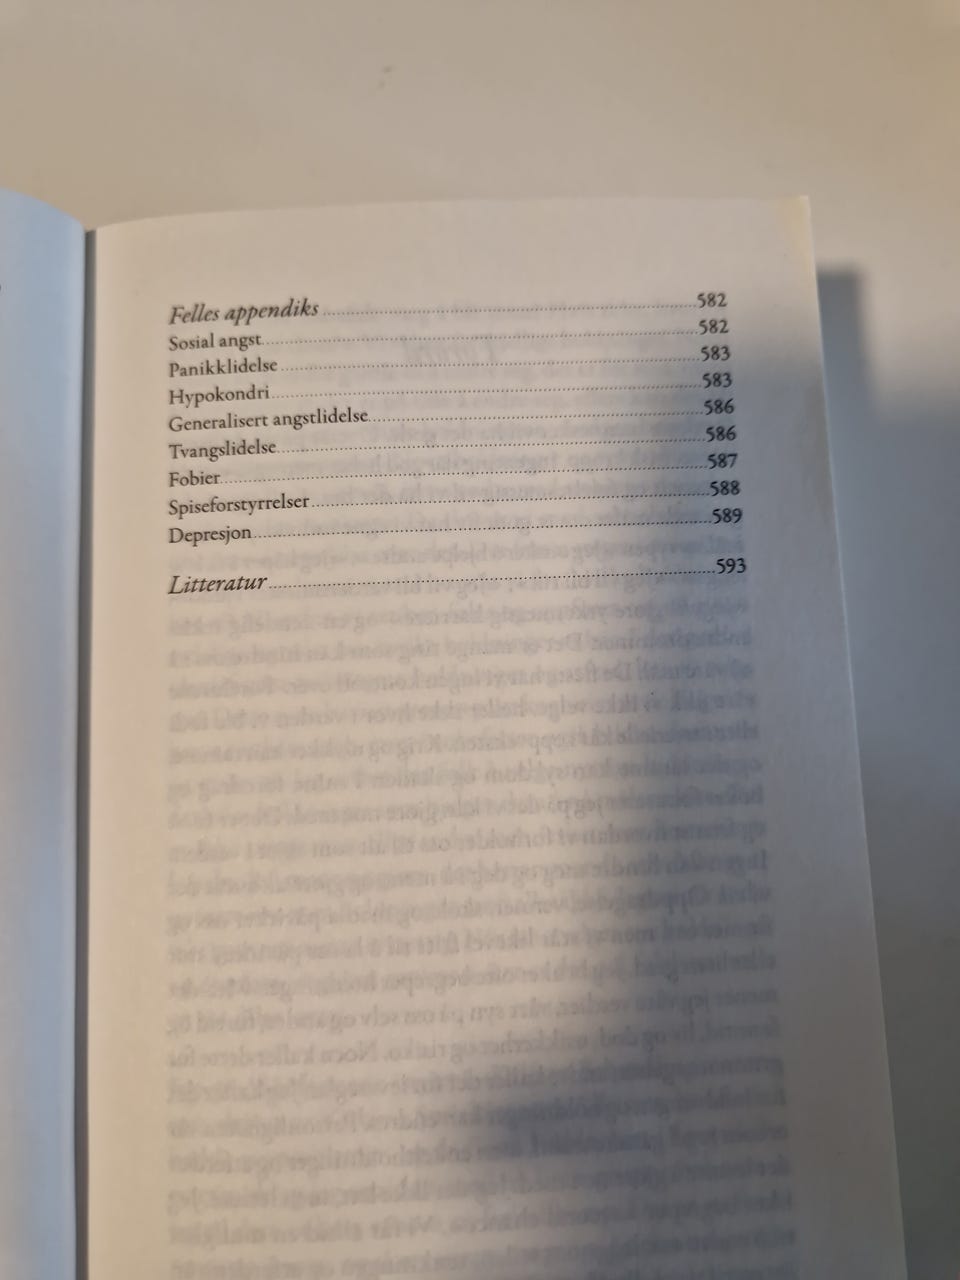 Felles appendiks ........ 582
Sosial angst ........ 582
Panikklidelse ........ 583
Hypokondri ........ 583
Generalisert angstlidelse ........ 586
Tvangslidelse ........ 586
Fobier ........ 587
Spiseforstyrrelser ........ 588
Depresjon ........ 589
Litteratur ........ 593